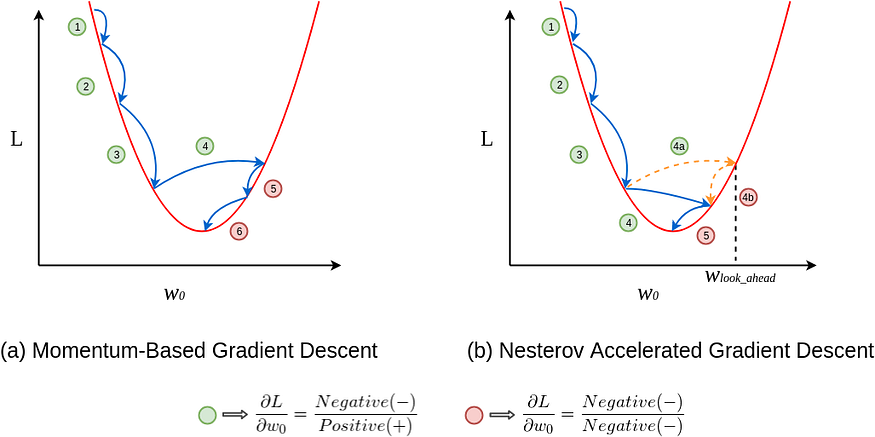 1
2
3
4
5
6
L
w0
(a) Momentum-Based Gradient Descent
1
2
3
4a
4b
4
5
L
wlook_ahead
w0
(b) Nesterov Accelerated Gradient Descent
∂L/∂w0 = Negative(−)/Positive(+)
∂L/∂w0 = Negative(−)/Negative(−)